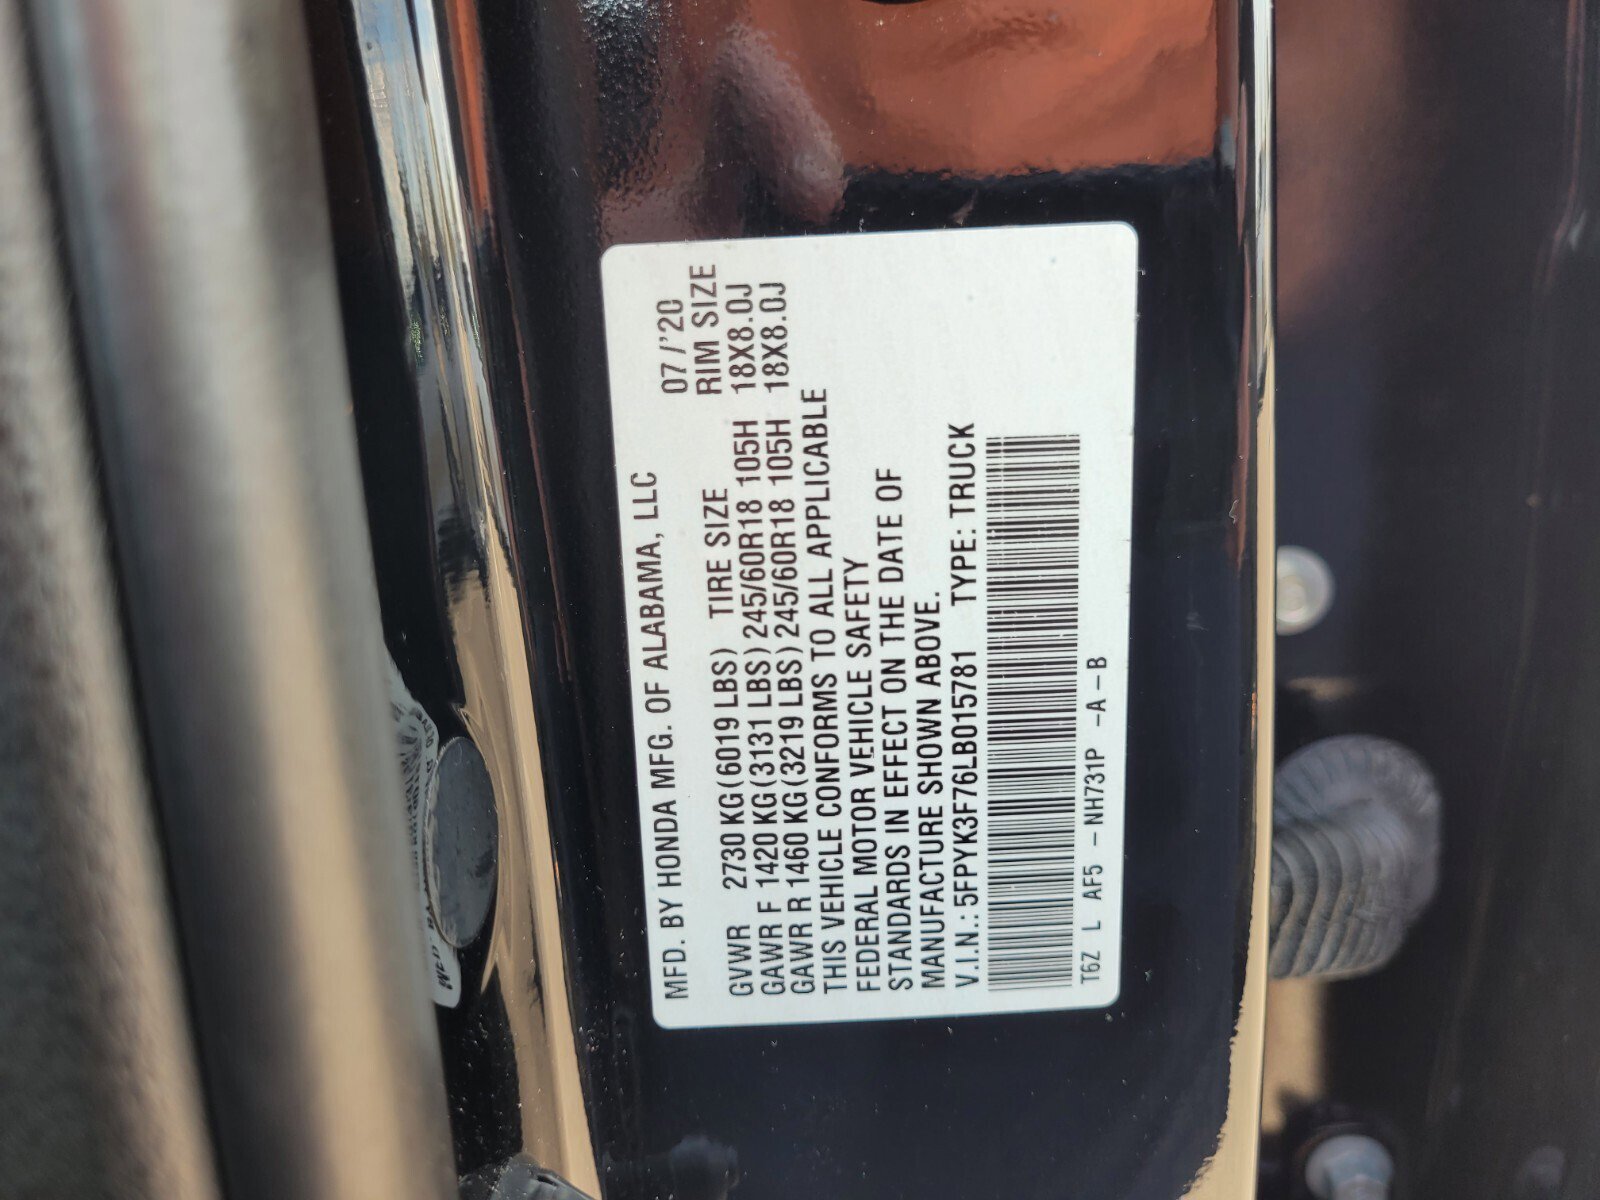 MFD. BY HONDA MFG. OF ALABAMA, LLC 07/'20
GVWR 2730 KG (6019 LBS) TIRE SIZE RIM SIZE
GAWR F 1420 KG (3131 LBS) 245/60R18 105H 18X8.0J
GAWR R 1460 KG (3219 LBS) 245/60R18 105H 18X8.0J
THIS VEHICLE CONFORMS TO ALL APPLICABLE
FEDERAL MOTOR VEHICLE SAFETY
STANDARDS IN EFFECT ON THE DATE OF
MANUFACTURE SHOWN ABOVE.
V.I.N.: 5FPYK3F76LB015781 TYPE: TRUCK
T6Z L AF5 - NH731P -A-B